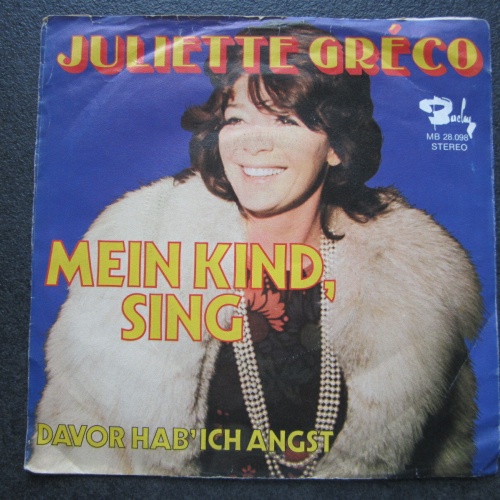 JULIETTE GRÉCO
Barclay
MB 28.098
STEREO
MEIN KIND,
SING
DAVOR HAB' ICH ANGST